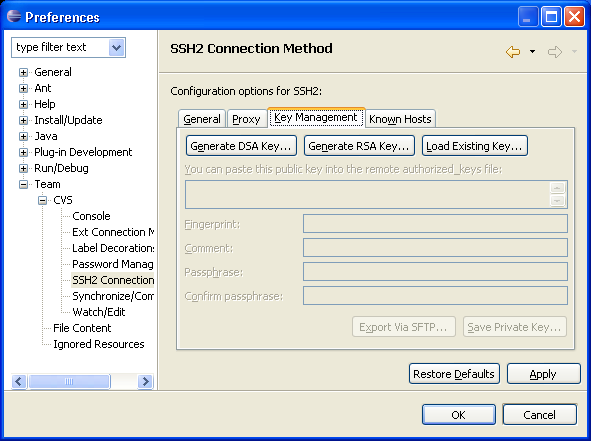 Preferences
type filter text
General
Ant
Help
Install/Update
Java
Plug-in Development
Run/Debug
Team
CVS
Console
Ext Connection M
Label Decorations
Password Manag
SSH2 Connection
Synchronize/Com
Watch/Edit
File Content
Ignored Resources
SSH2 Connection Method
Configuration options for SSH2:
General Proxy Key Management Known Hosts
Generate DSA Key... Generate RSA Key... Load Existing Key...
You can paste this public key into the remote authorized_keys file:
Fingerprint:
Comment:
Passphrase:
Confirm passphrase:
Export Via SFTP... Save Private Key...
Restore Defaults Apply
OK Cancel